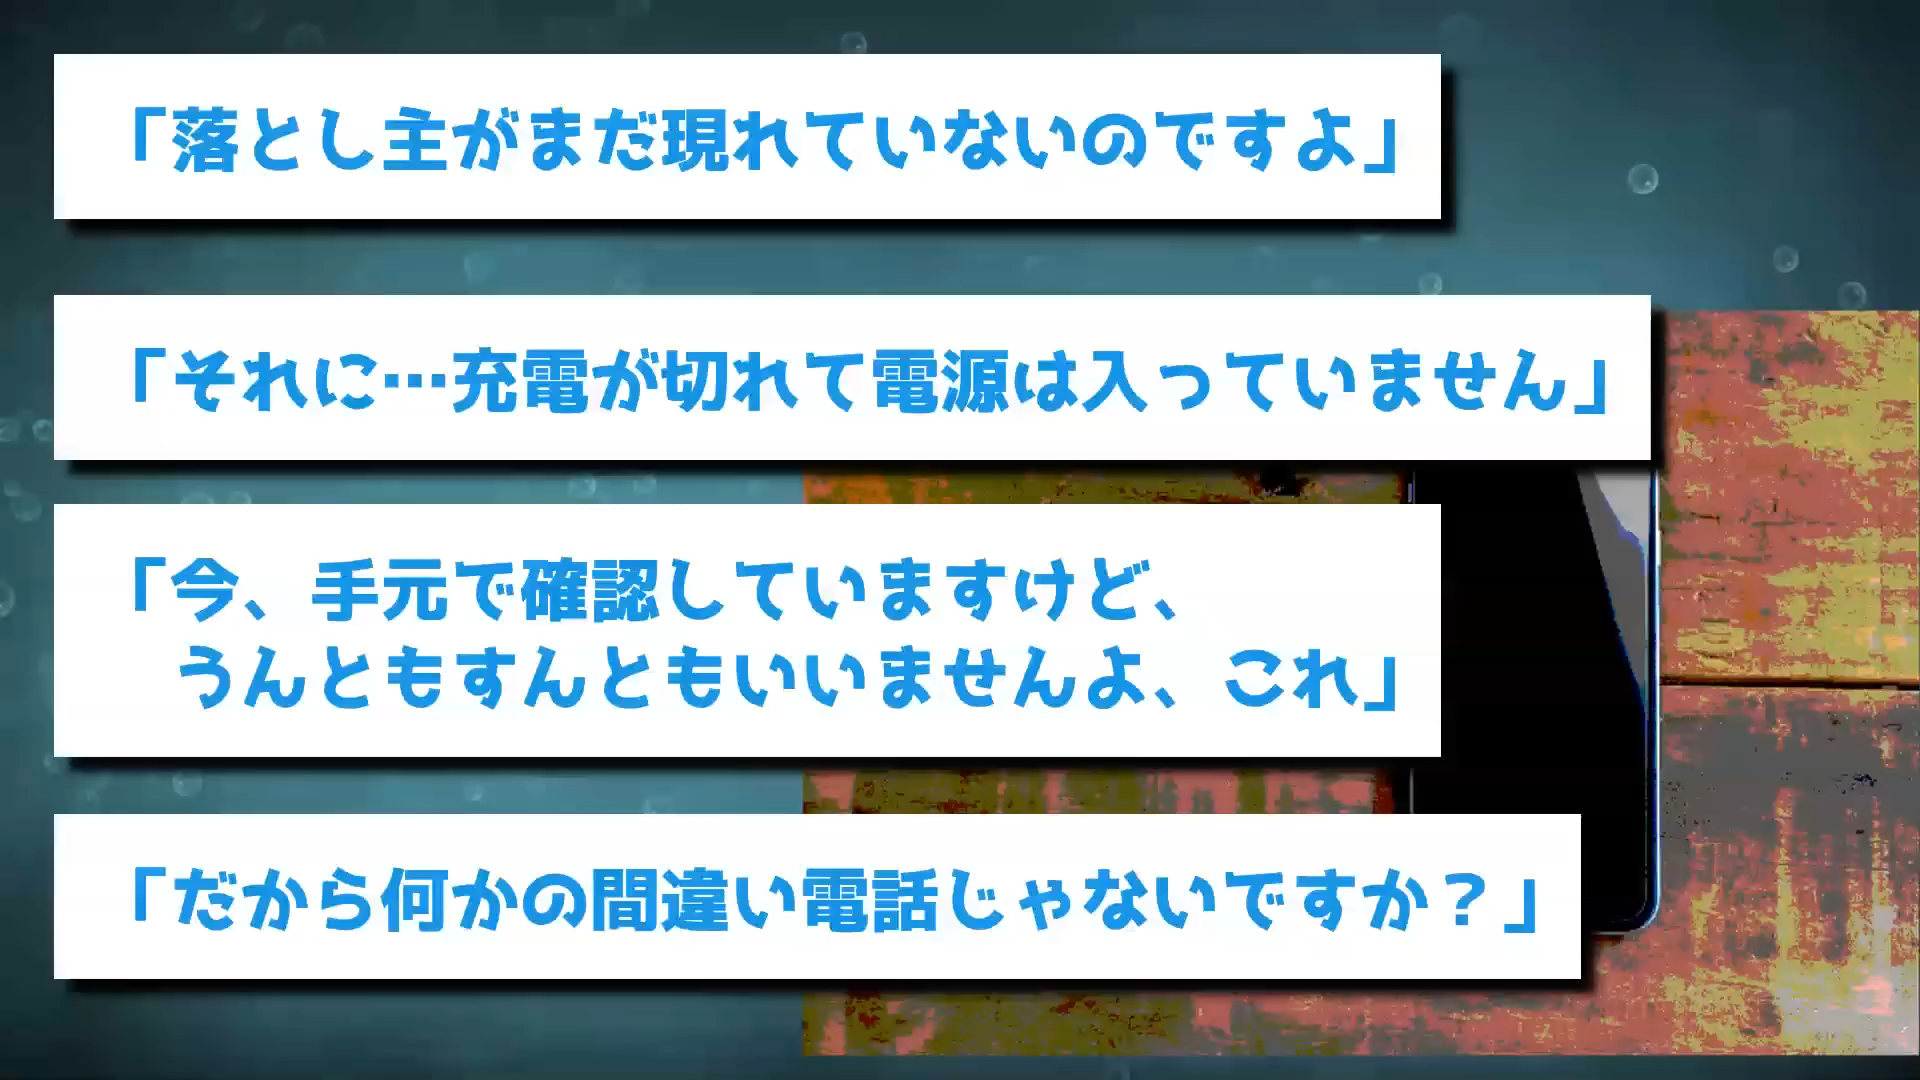 「落とし主がまだ現れていないのですよ」
「それに…充電が切れて電源は入っていません」
「今、手元で確認していますけど、
うんともすんともいいませんよ、これ」
「だから何かの間違い電話じゃないですか？」